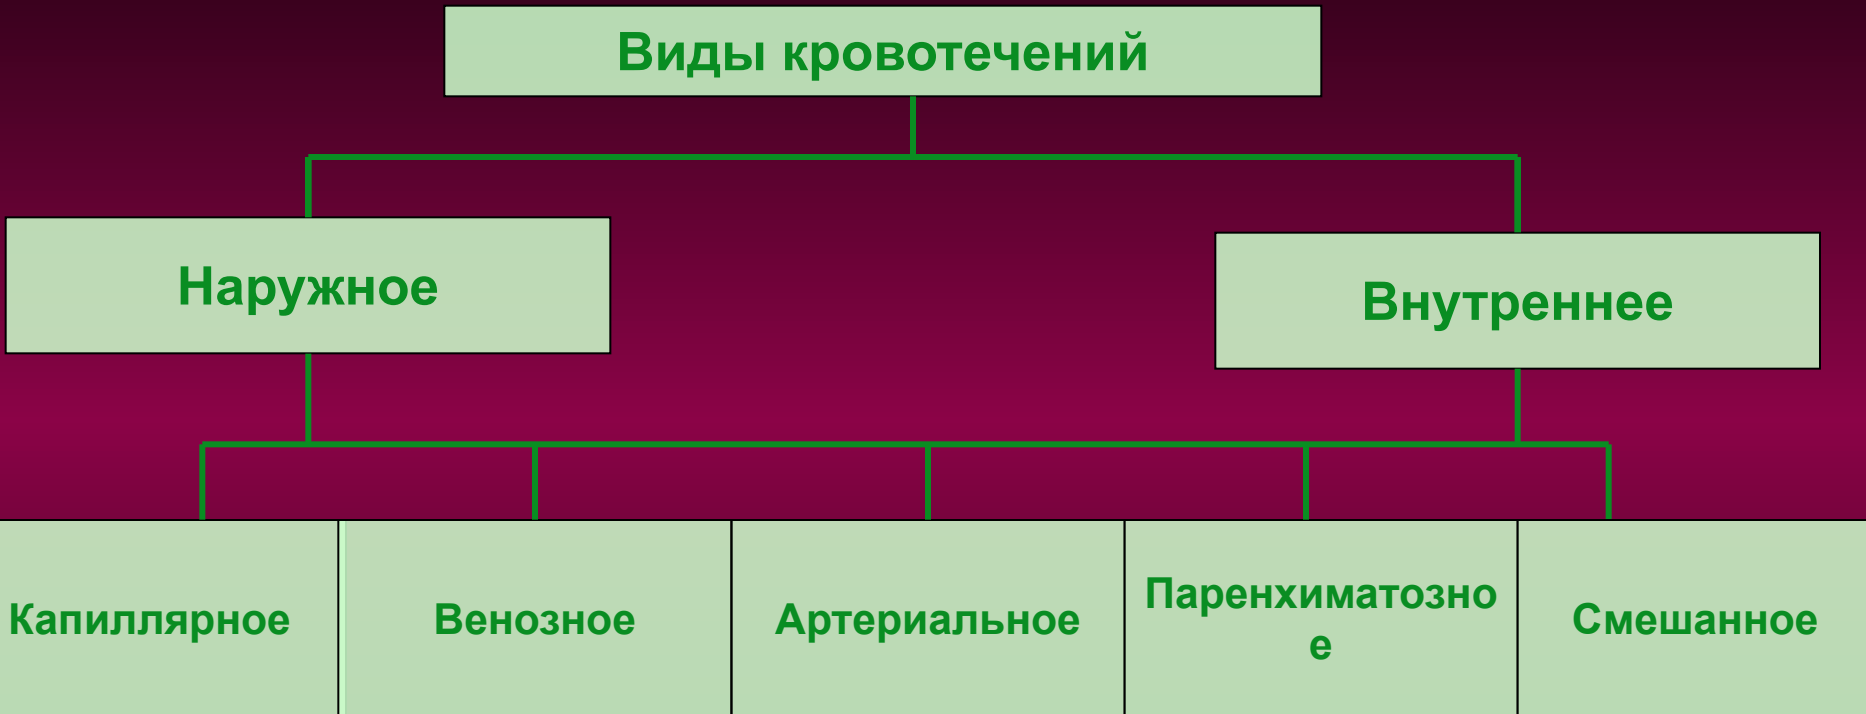 Виды кровотечений
Наружное
Внутреннее
Капиллярное
Венозное
Артериальное
Паренхиматозно
е
Смешанное